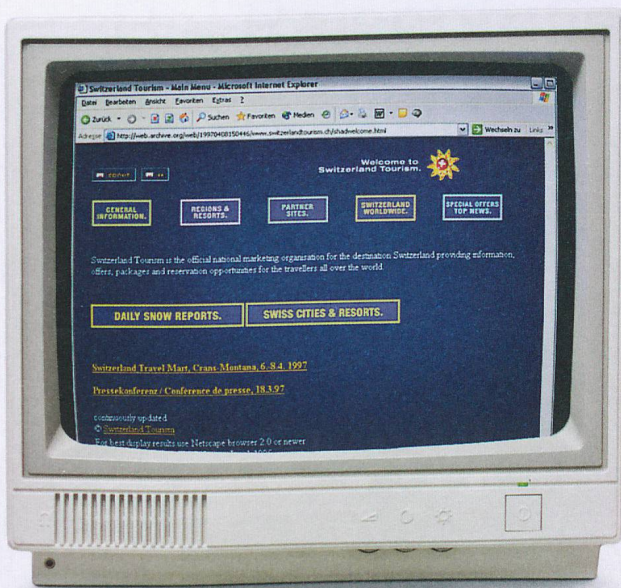 Switzerland Tourism - Main Menu - Microsoft Internet Explorer
Datei Bearbeiten Ansicht Favoriten Extras ?
Zurück Suchen Favoriten Medien
Adresse http://web.archive.org/web/19970408150446/www.switzerlandtourism.ch/shadwelcome.html Wechseln zu Links »
Welcome to
Switzerland Tourism.
GENERAL
INFORMATION.
REGIONS &
RESORTS.
PARTNER
SITES.
SWITZERLAND
WORLDWIDE.
SPECIAL OFFERS
TOP NEWS.
Switzerland Tourism is the official national marketing organisation for the destination Switzerland providing information,
offers, packages and reservation opportunities for the travellers all over the world.
DAILY SNOW REPORTS.
SWISS CITIES & RESORTS.
Switzerland Travel Mart, Crans-Montana, 6.-8.4. 1997
Pressekonferenz / Conférence de presse, 18.3.97
continuously updated
© Switzerland Tourism
For best display results use Netscape browser 2.0 or newer